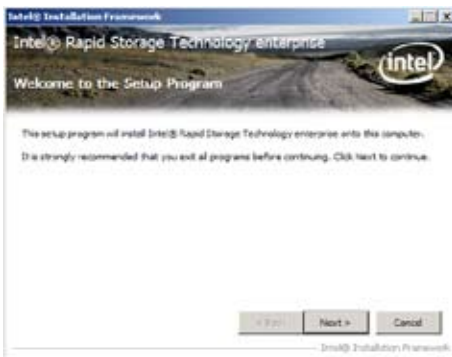 Intel® Installation Framework
Intel® Rapid Storage Technology enterprise
intel
Welcome to the Setup Program
This setup program will install Intel® Rapid Storage Technology enterprise onto this computer.
It is strongly recommended that you exit all programs before continuing. Click Next to continue.
< Back
Next >
Cancel
Intel® Installation Framework